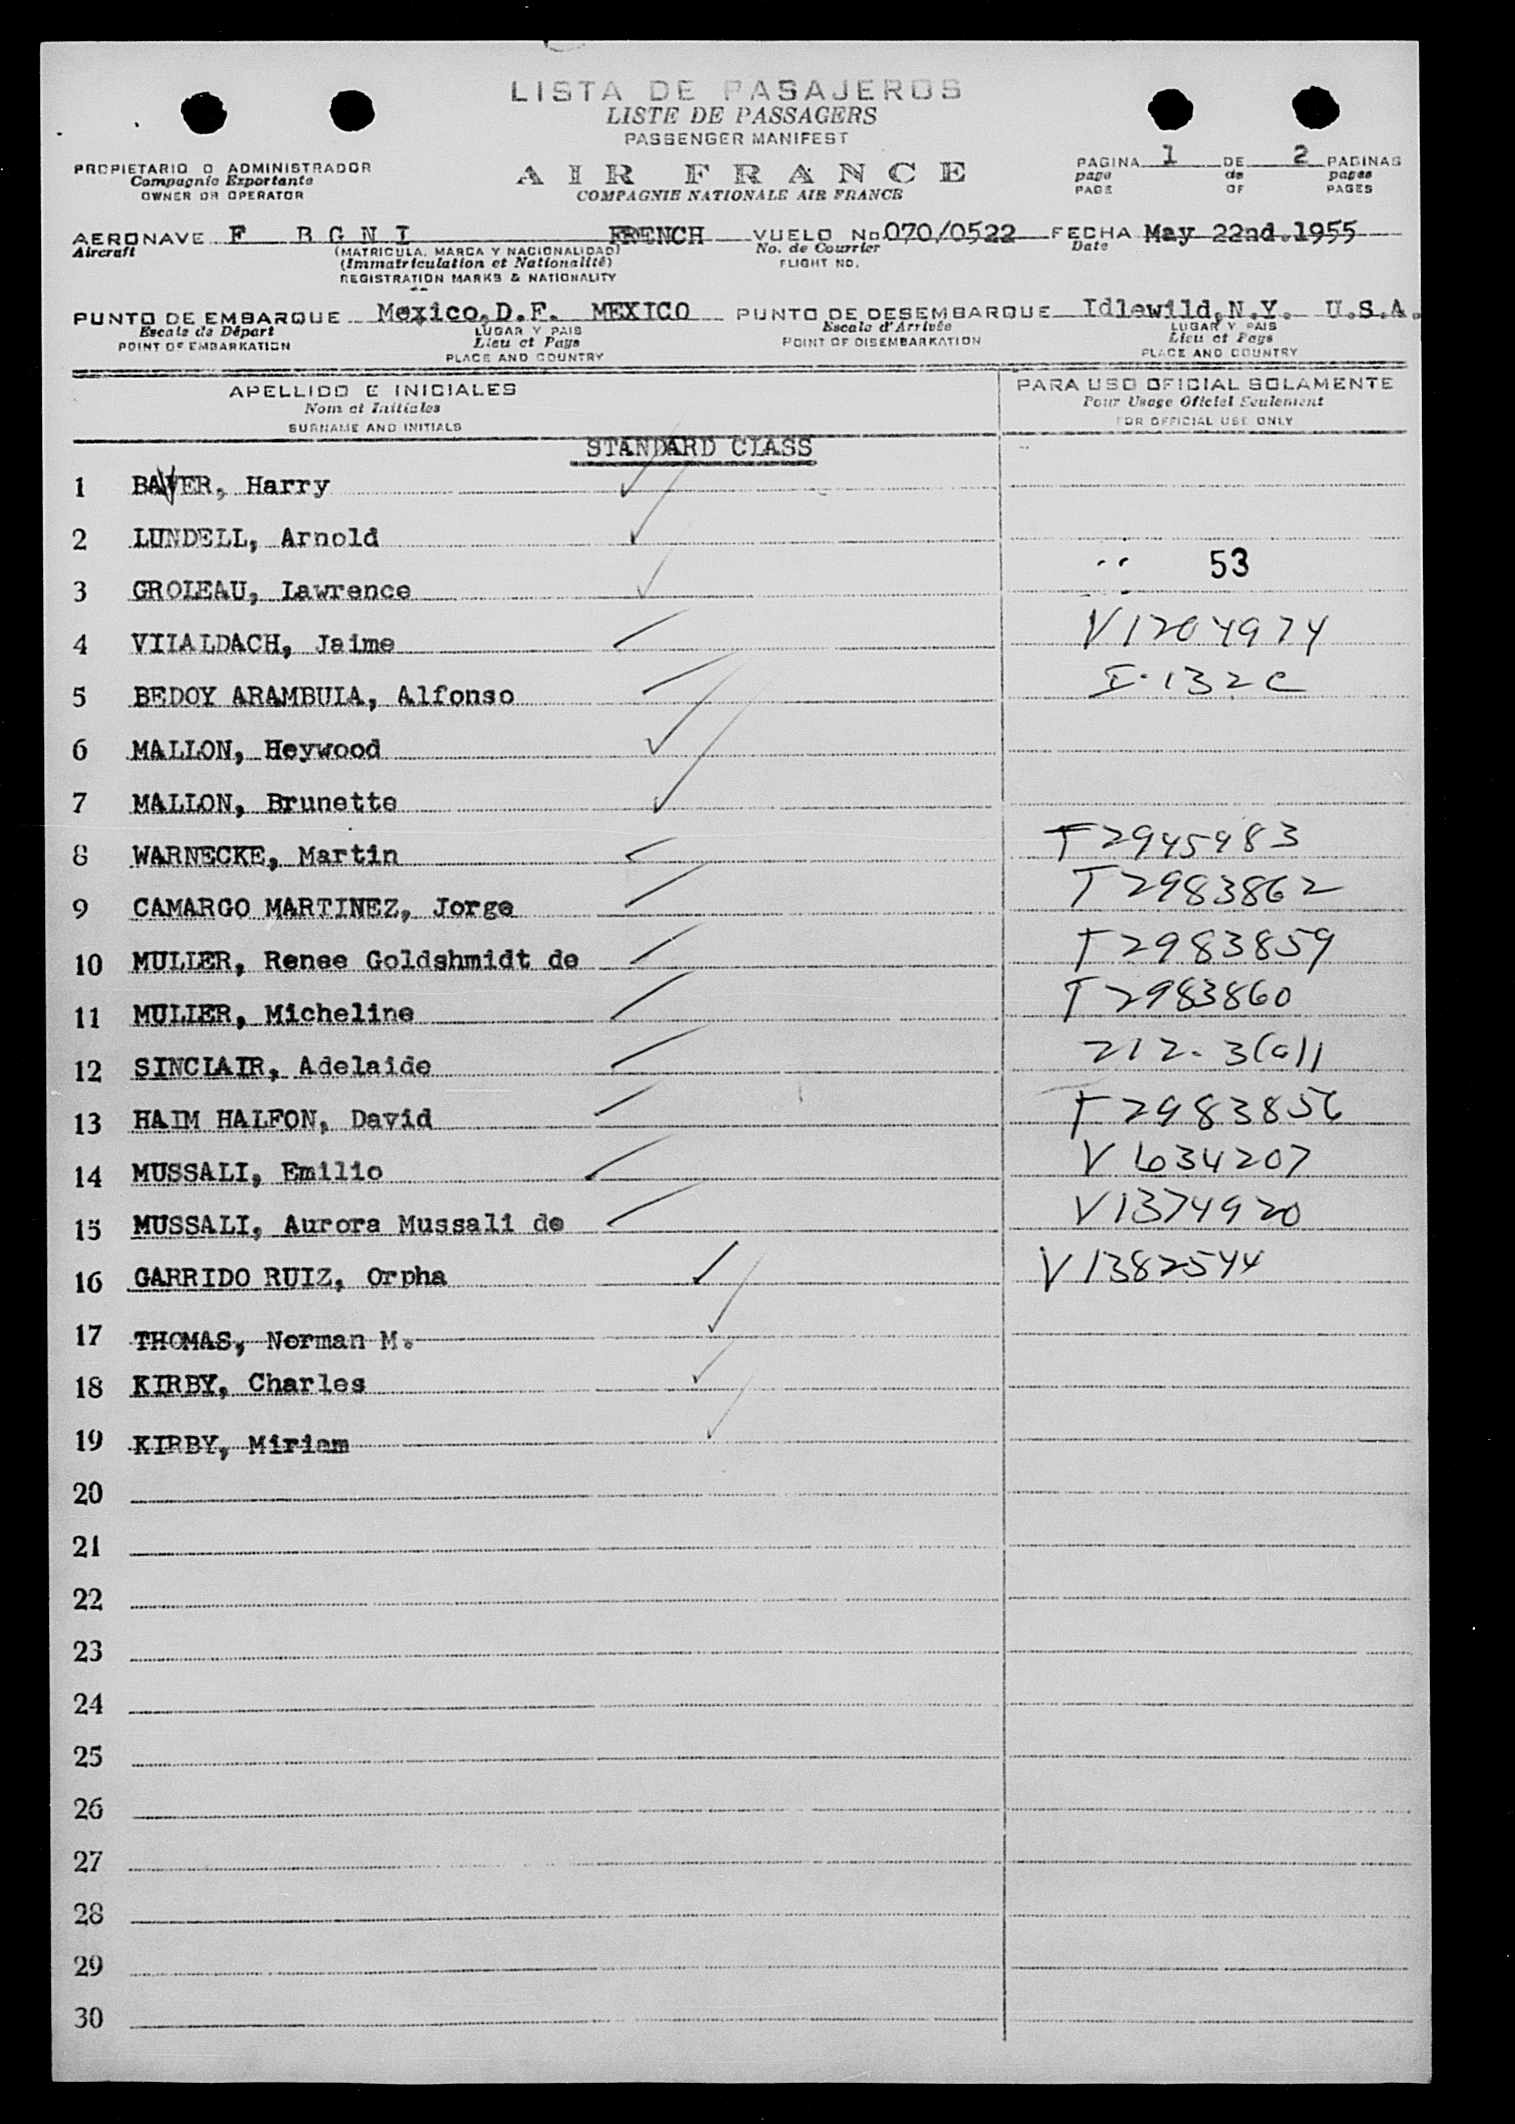 LISTA DE PASAJEROS
LISTE DE PASSAGERS
PASSENGER MANIFEST
PROPIETARIO O ADMINISTRADOR
Compagnie Exportante
OWNER OR OPERATOR
AIR FRANCE
COMPAGNIE NATIONALE AIR FRANCE
PAGINA 1 DE 2 PAGINAS
page de pages
PAGE OF PAGES
AERONAVE F BGNI FRENCH VUELO No 070/0522 FECHA May 22nd.1955
Aircraft (MATRICULA, MARCA Y NACIONALIDAD) No. de Courrier Date
(Immatriculation et Nationalité) FLIGHT NO.
REGISTRATION MARKS & NATIONALITY
PUNTO DE EMBARQUE Mexico,D.F. MEXICO PUNTO DE DESEMBARQUE Idlewild,N.Y. U.S.A.
Escale de Départ LUGAR Y PAIS Escale d'Arrivée LUGAR Y PAIS
POINT OF EMBARKATION Lieu et Pays POINT OF DISEMBARKATION Lieu et Pays
PLACE AND COUNTRY PLACE AND COUNTRY
APELLIDO E INICIALES PARA USO OFICIAL SOLAMENTE
Nom et Initiales Pour Usage Officiel Seulement
SURNAME AND INITIALS FOR OFFICIAL USE ONLY
STANDARD CLASS
1 BAVER, Harry
2 LUNDELL, Arnold
53
3 GROLEAU, Lawrence
4 VILALDACH, Jaime V1204974
5 BEDOY ARAMBULA, Alfonso I-132C
6 MALLON, Heywood
7 MALLON, Brunette
8 WARNECKE, Martin T2945983
9 CAMARGO MARTINEZ, Jorge T2983862
10 MULLER, Renee Goldshmidt de T2983859
11 MULLER, Micheline T2983860
12 SINCLAIR, Adelaide 212.3(a)1
13 HAIM HALFON, David T2983856
14 MUSSALI, Emilio V634207
15 MUSSALI, Aurora Mussali de V1374920
16 GARRIDO RUIZ, Orpha V1382544
17 THOMAS, Norman M.
18 KIRBY, Charles
19 KIRBY, Miriam
20
21
22
23
24
25
26
27
28
29
30